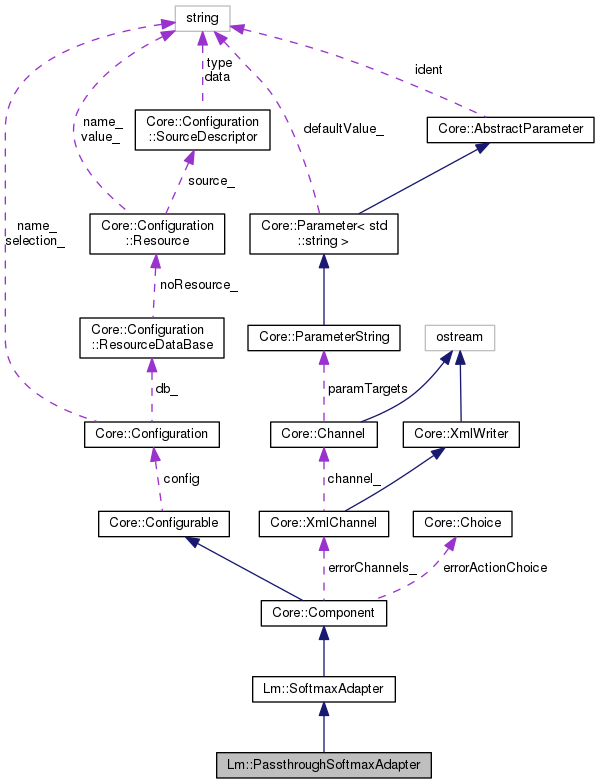 string
ident
type
data
Core::Configuration
::SourceDescriptor
Core::AbstractParameter
name_
value_
defaultValue_
source_
name_
selection_
Core::Configuration
::Resource
Core::Parameter< std
::string >
noResource_
Core::Configuration
::ResourceDataBase
Core::ParameterString
ostream
db_
paramTargets
Core::Configuration
Core::Channel
Core::XmlWriter
config
channel_
Core::Configurable
Core::XmlChannel
Core::Choice
errorChannels_
errorActionChoice
Core::Component
Lm::SoftmaxAdapter
Lm::PassthroughSoftmaxAdapter